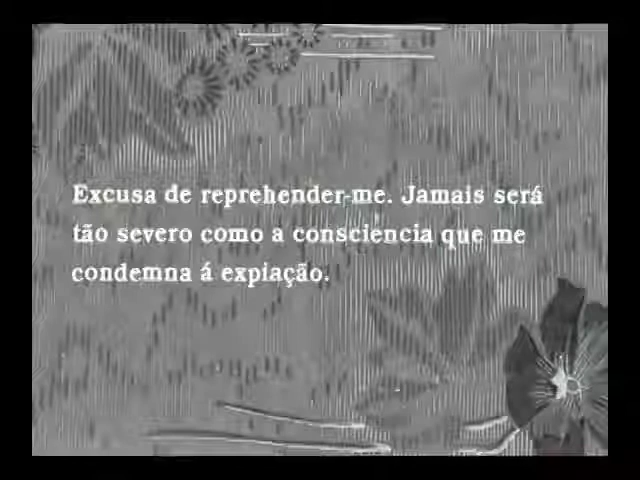 Excusa de reprehender-me. Jamais será
tão severo como a consciencia que me
condemna á expiação.